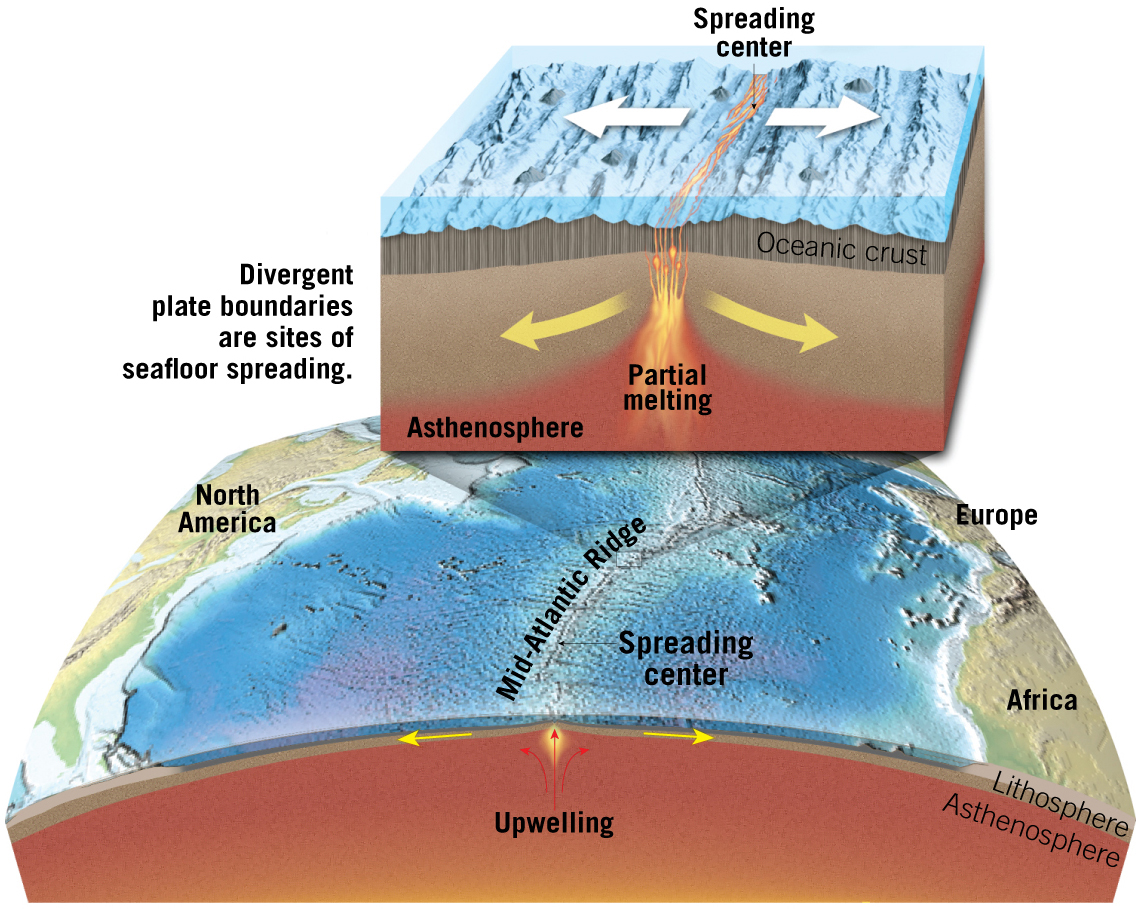 Spreading
center
Oceanic crust
Divergent
plate boundaries
are sites of
seafloor spreading.
Partial
melting
Asthenosphere
North
America
Europe
Mid-Atlantic Ridge
Spreading
center
Africa
Lithosphere
Asthenosphere
Upwelling